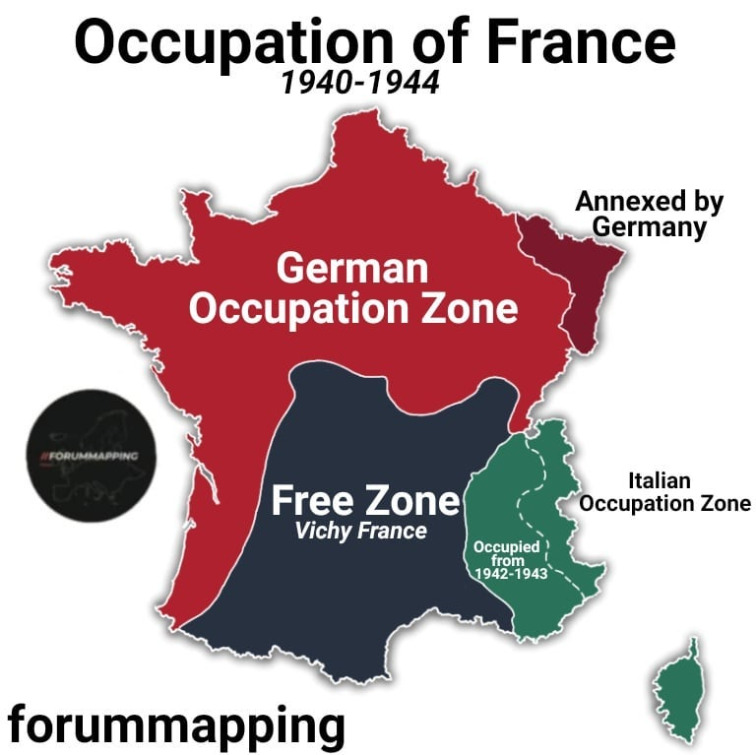 Occupation of France
1940-1944
Annexed by
Germany
German
Occupation Zone
//FORUMMAPPING
Free Zone
Vichy France
Italian
Occupation Zone
Occupied
from
1942-1943
forummapping